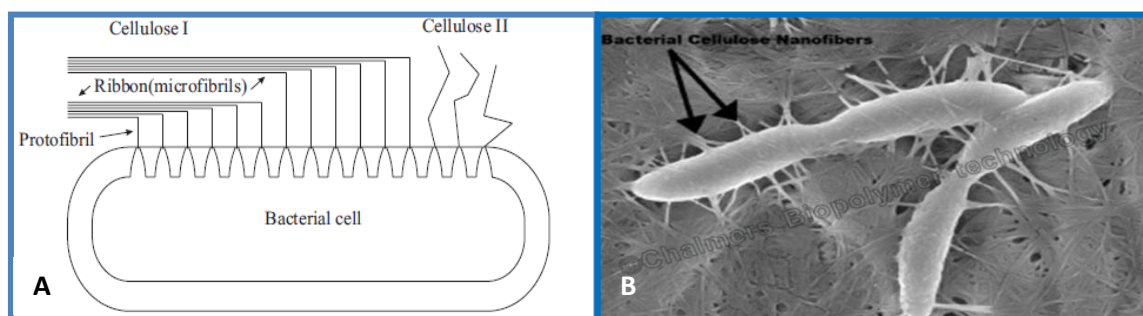 Cellulose I
Cellulose II
Ribbon(microfibrils)
Protofibril
Bacterial cell
A
Bacterial Cellulose Nanofibers
Chalmers Biopolymer technology
B